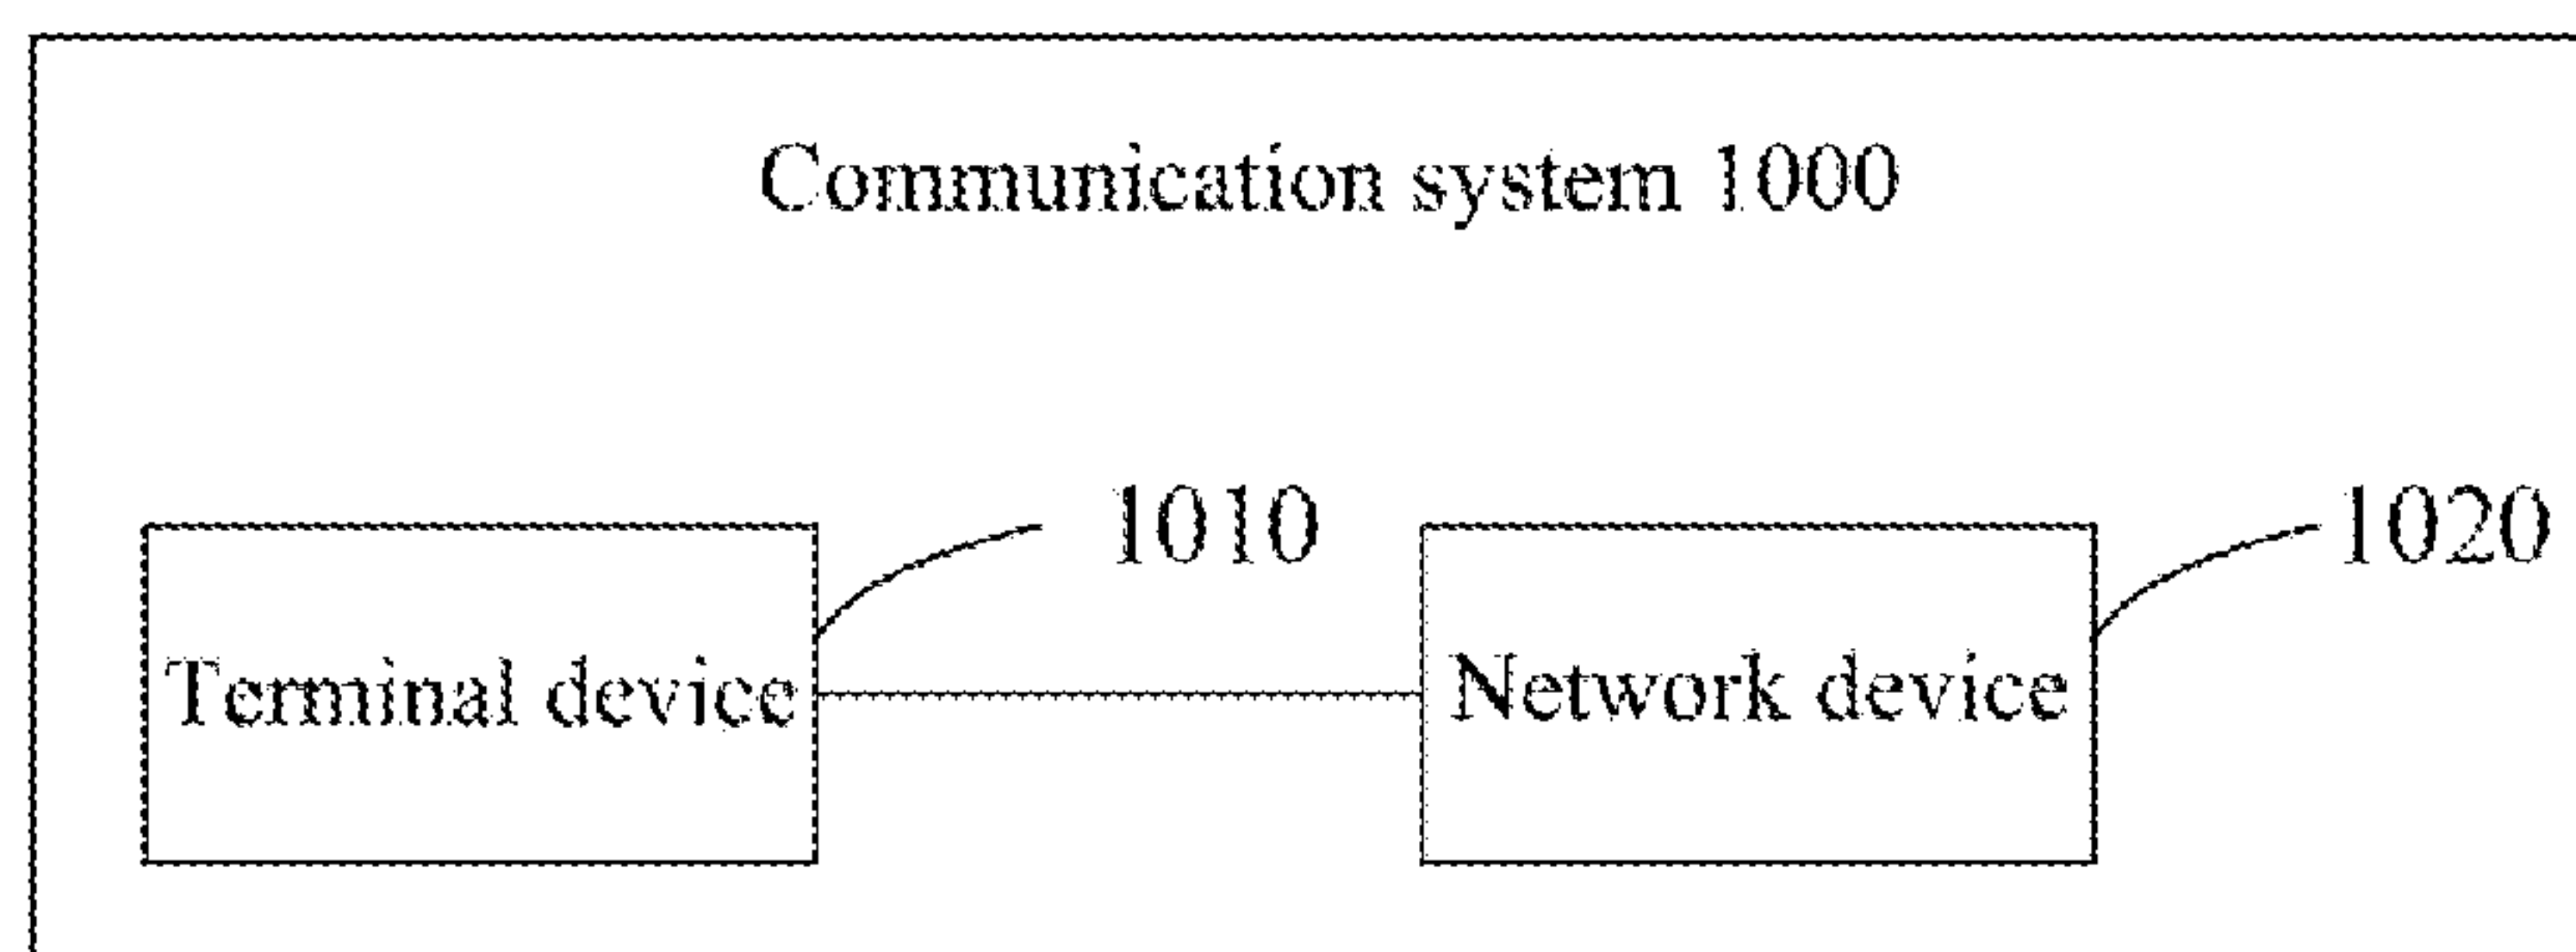 Communication system 1000
1010
1020
Terminal device
Network device